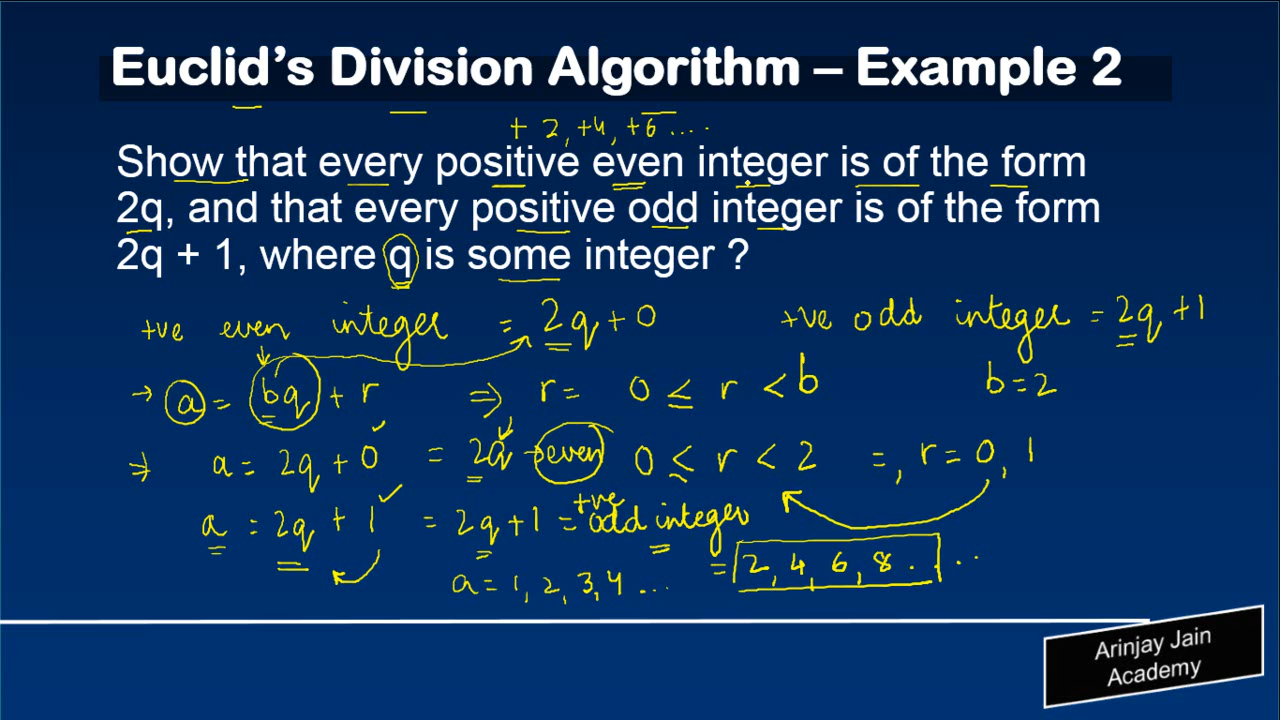 Euclid's Division Algorithm – Example 2
+ 2, +4, +6 ....
Show that every positive even integer is of the form
2q, and that every positive odd integer is of the form
2q + 1, where q is some integer ?
+ve even integer = 2q + 0
+ve odd integer = 2q + 1
→ a = bq + r ⇒ r = 0 ≤ r < b b = 2
⇒ a = 2q + 0 = 2q → even 0 ≤ r < 2 =, r = 0, 1
a = 2q + 1 = 2q + 1 = +ve odd integer
a = 1, 2, 3, 4 ... = 2, 4, 6, 8 . . . .
Arinjay Jain
Academy